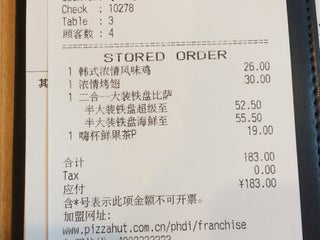 Check : 10278
Table : 3
顾客数 : 4
STORED ORDER
1 韩式浓情风味鸡 26.00
1 浓情烤翅 30.00
1 二合一大装铁盘比萨
半大装铁盘超级至 52.50
半大装铁盘海鲜至 55.50
1 嗨杯鲜果茶P 19.00
合计 183.00
Tax 0.00
应付 ¥183.00
含*号表示此项金额不可开票。
加盟网址:
www.pizzahut.com.cn/phdi/franchise
其